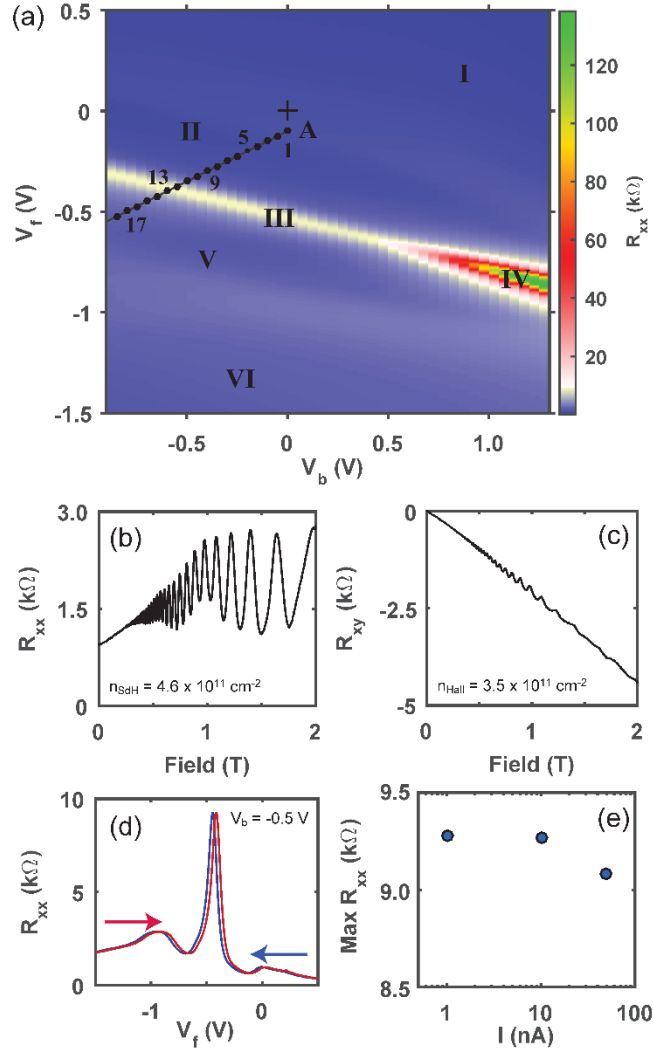 (a)
0.5
0
-0.5
-1
-1.5
V_f (V)
-0.5
0
0.5
1.0
V_b (V)
I
II
III
IV
V
VI
A
1
5
9
13
17
120
100
80
60
40
20
R_xx (kΩ)
(b)
3.0
1.5
0
R_xx (kΩ)
n_SdH = 4.6 x 10^11 cm^-2
0
1
2
Field (T)
(c)
0
-2.5
-5
R_xy (kΩ)
n_Hall = 3.5 x 10^11 cm^-2
0
1
2
Field (T)
(d)
V_b = -0.5 V
10
5
0
R_xx (kΩ)
-1
0
V_f (V)
(e)
9.5
9.0
8.5
Max R_xx (kΩ)
1
10
100
I (nA)